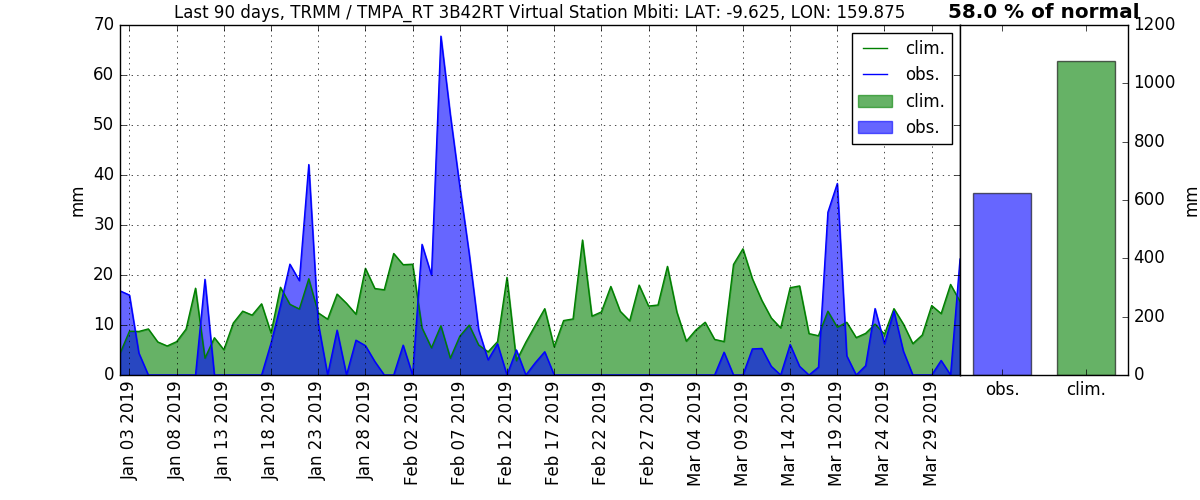 Last 90 days, TRMM / TMPA_RT 3B42RT Virtual Station Mbiti: LAT: -9.625, LON: 159.875
58.0 % of normal
70
60
50
40
30
20
10
0
mm
clim.
obs.
clim.
obs.
Jan 03 2019
Jan 08 2019
Jan 13 2019
Jan 18 2019
Jan 23 2019
Jan 28 2019
Feb 02 2019
Feb 07 2019
Feb 12 2019
Feb 17 2019
Feb 22 2019
Feb 27 2019
Mar 04 2019
Mar 09 2019
Mar 14 2019
Mar 19 2019
Mar 24 2019
Mar 29 2019
1200
1000
800
600
400
200
0
mm
obs.
clim.